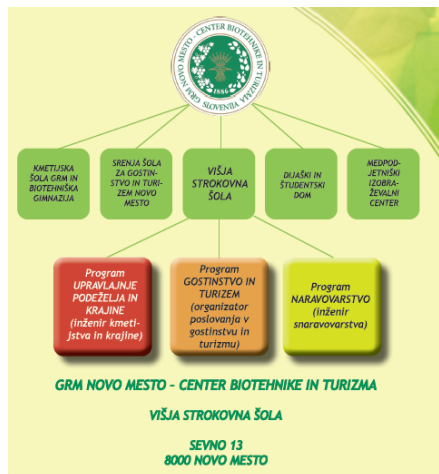 GRM NOVO MESTO - CENTER BIOTEHNIKE IN TURIZMA
1886
KMETIJSKA
ŠOLA GRM IN
BIOTEHNIŠKA
GIMNAZIJA
SRENJA ŠOLA
ZA GOSTIN-
STVO IN TURI-
ZEM NOVO
MESTO
VIŠJA
STROKOVNA
ŠOLA
DIJAŠKI IN
ŠTUDENTSKI
DOM
MEDPOD-
JETNIŠKI
IZOBRA-
ŽEVALNI
CENTER
Program
UPRAVLAJNJE
PODEŽELJA IN
KRAJINE
(inženir kmeti-
jstva in krajine)
Program
GOSTINSTVO IN
TURIZEM
(organizator
poslovanja v
gostinstvu in
turizmu)
Program
NARAVOVARSTVO
(inženir
snaravovarstva)
GRM NOVO MESTO – CENTER BIOTEHNIKE IN TURIZMA
VIŠJA STROKOVNA ŠOLA
SEVNO 13
8000 NOVO MESTO